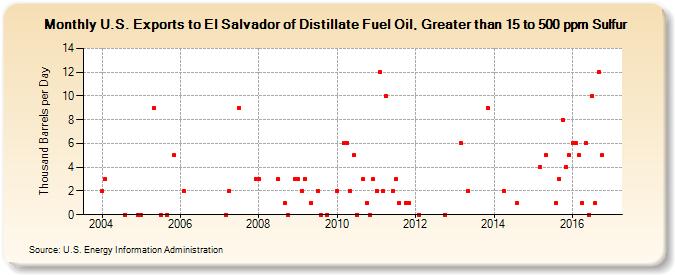 Monthly U.S. Exports to El Salvador of Distillate Fuel Oil, Greater than 15 to 500 ppm Sulfur
Thousand Barrels per Day
14
12
10
8
6
4
2
0
2004 2006 2008 2010 2012 2014 2016
Source: U.S. Energy Information Administration